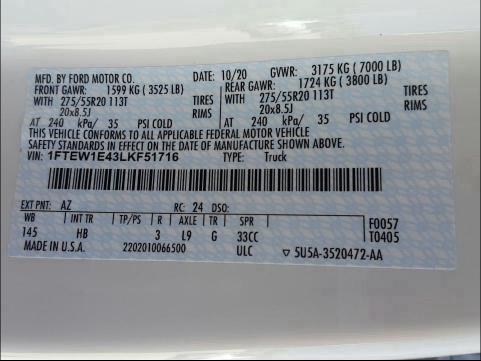 MFD. BY FORD MOTOR CO. DATE: 10/20 GVWR: 3175 KG ( 7000 LB)
FRONT GAWR: 1599 KG ( 3525 LB) REAR GAWR: 1724 KG ( 3800 LB)
WITH 275/55R20 113T TIRES WITH 275/55R20 113T TIRES
20x8.5J RIMS 20x8.5J RIMS
AT 240 kPa/ 35 PSI COLD AT 240 kPa/ 35 PSI COLD
THIS VEHICLE CONFORMS TO ALL APPLICABLE FEDERAL MOTOR VEHICLE
SAFETY STANDARDS IN EFFECT ON THE DATE OF MANUFACTURE SHOWN ABOVE.
VIN: 1FTEW1E43LKF51716 TYPE: Truck
EXT PNT: AZ RC: 24 DSO:
WB INT TR TP/PS R AXLE TR SPR F0057
145 HB 3 L9 G 33CC T0405
MADE IN U.S.A. 2202010066500 ULC 5U5A-3520472-AA